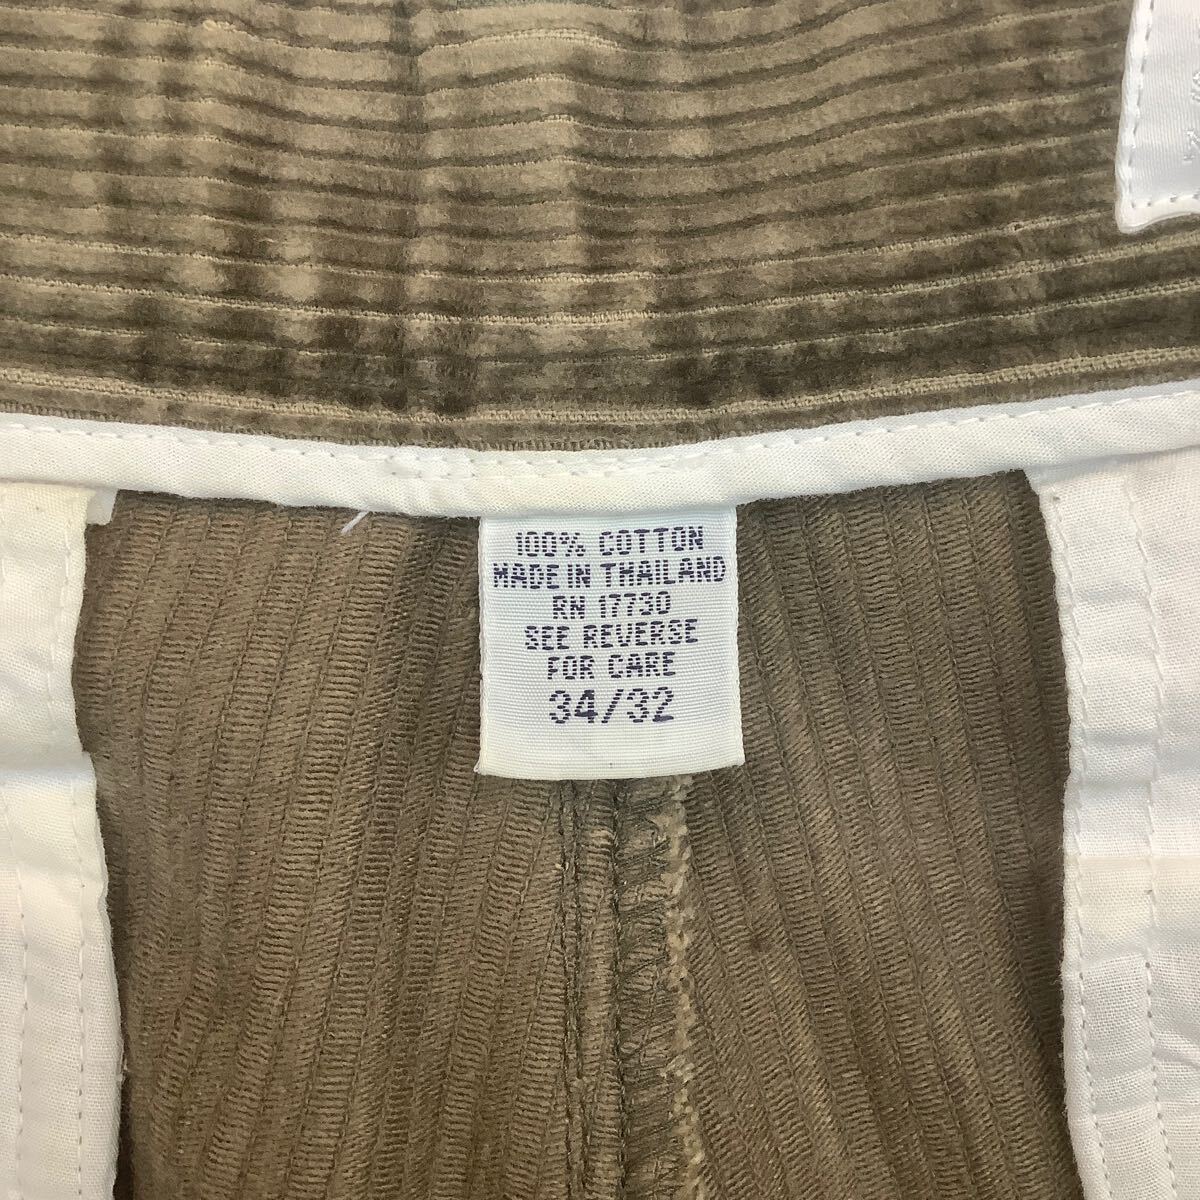 100% COTTON
MADE IN THAILAND
RN 17730
SEE REVERSE
FOR CARE
34/32